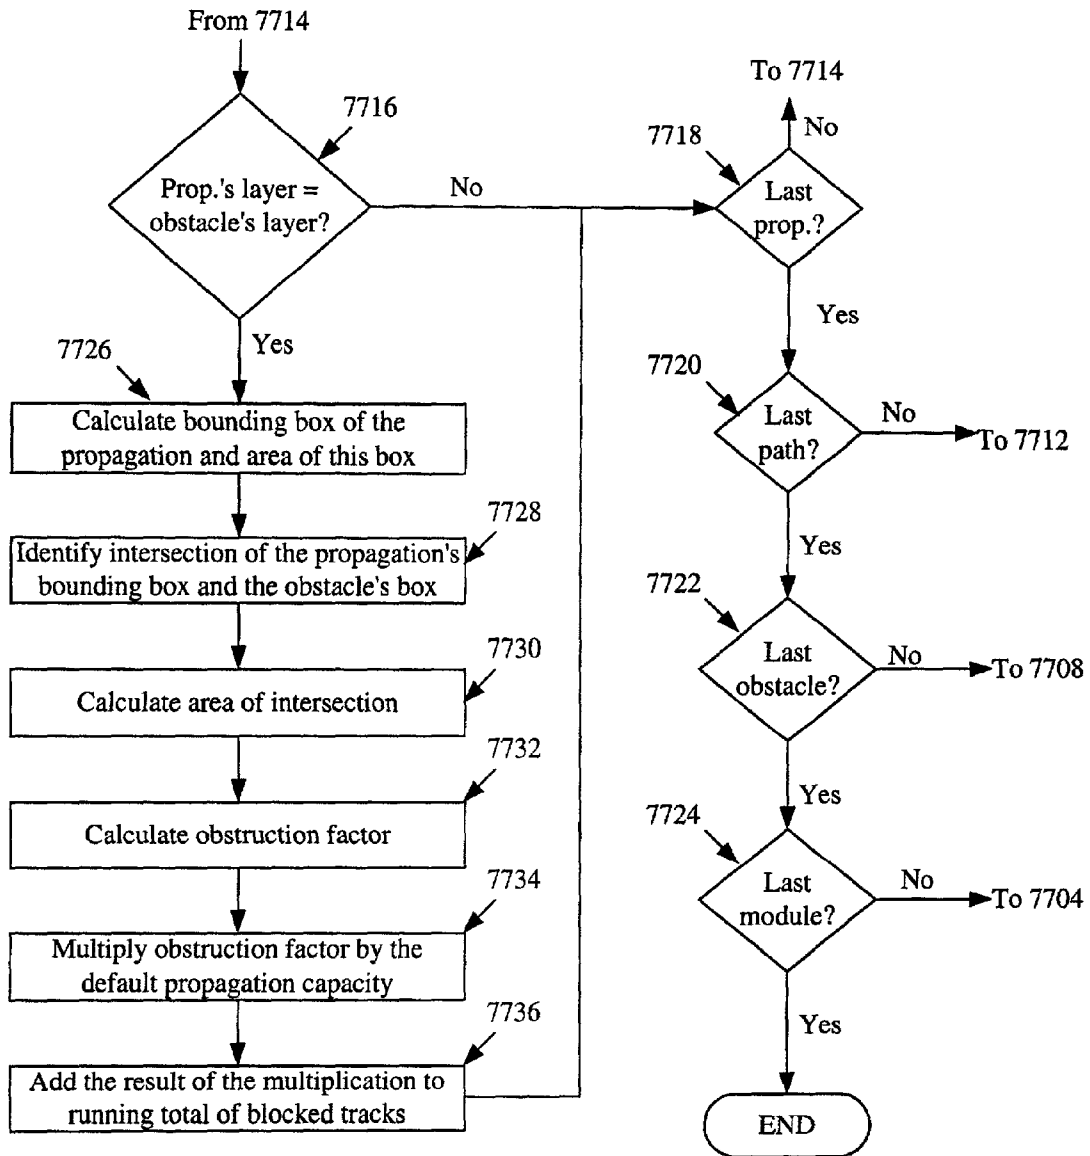 From 7714
7716
Prop.'s layer =
obstacle's layer?
No
Yes
7726
Calculate bounding box of the
propagation and area of this box
7728
Identify intersection of the propagation's
bounding box and the obstacle's box
7730
Calculate area of intersection
7732
Calculate obstruction factor
7734
Multiply obstruction factor by the
default propagation capacity
7736
Add the result of the multiplication to
running total of blocked tracks
To 7714
No
7718
Last
prop.?
Yes
7720
Last
path?
No
To 7712
Yes
7722
Last
obstacle?
No
To 7708
Yes
7724
Last
module?
No
To 7704
Yes
END